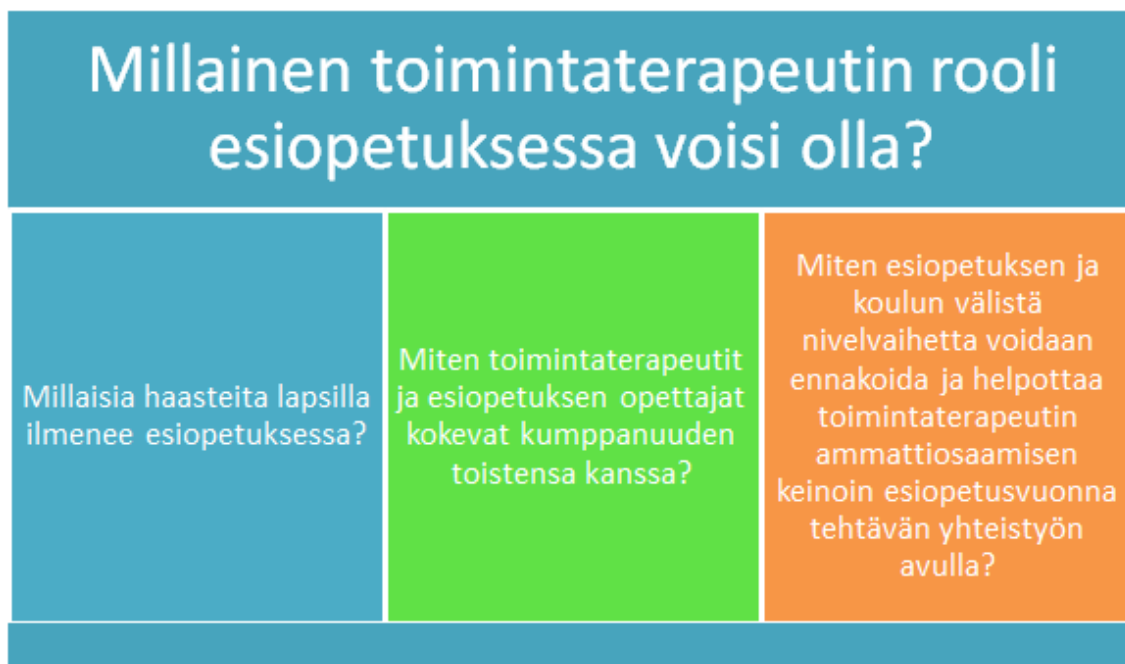 Millainen toimintaterapeutin rooli
esiopetuksessa voisi olla?
Millaisia haasteita lapsilla
ilmenee esiopetuksessa?
Miten toimintaterapeutit
ja esiopetuksen opettajat
kokevat kumppanuuden
toistensa kanssa?
Miten esiopetuksen ja
koulun välistä
nivelvaihetta voidaan
ennakoida ja helpottaa
toimintaterapeutin
ammattiosaamisen
keinoin esiopetusvuonna
tehtävän yhteistyön
avulla?